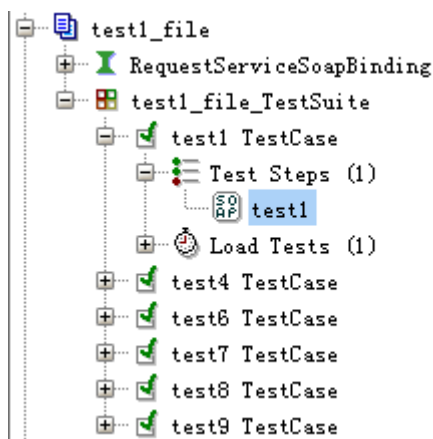 test1_file
RequestServiceSoapBinding
test1_file_TestSuite
test1 TestCase
Test Steps (1)
SOAP test1
Load Tests (1)
test4 TestCase
test6 TestCase
test7 TestCase
test8 TestCase
test9 TestCase